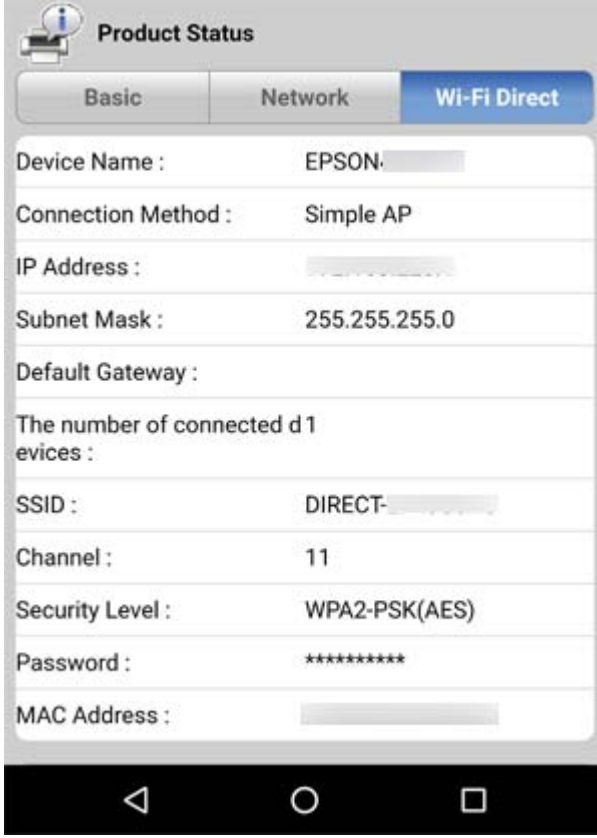 Product Status
Basic Network Wi-Fi Direct
Device Name : EPSON
Connection Method : Simple AP
IP Address :
Subnet Mask : 255.255.255.0
Default Gateway :
The number of connected d 1
evices :
SSID : DIRECT-
Channel : 11
Security Level : WPA2-PSK(AES)
Password : **********
MAC Address :